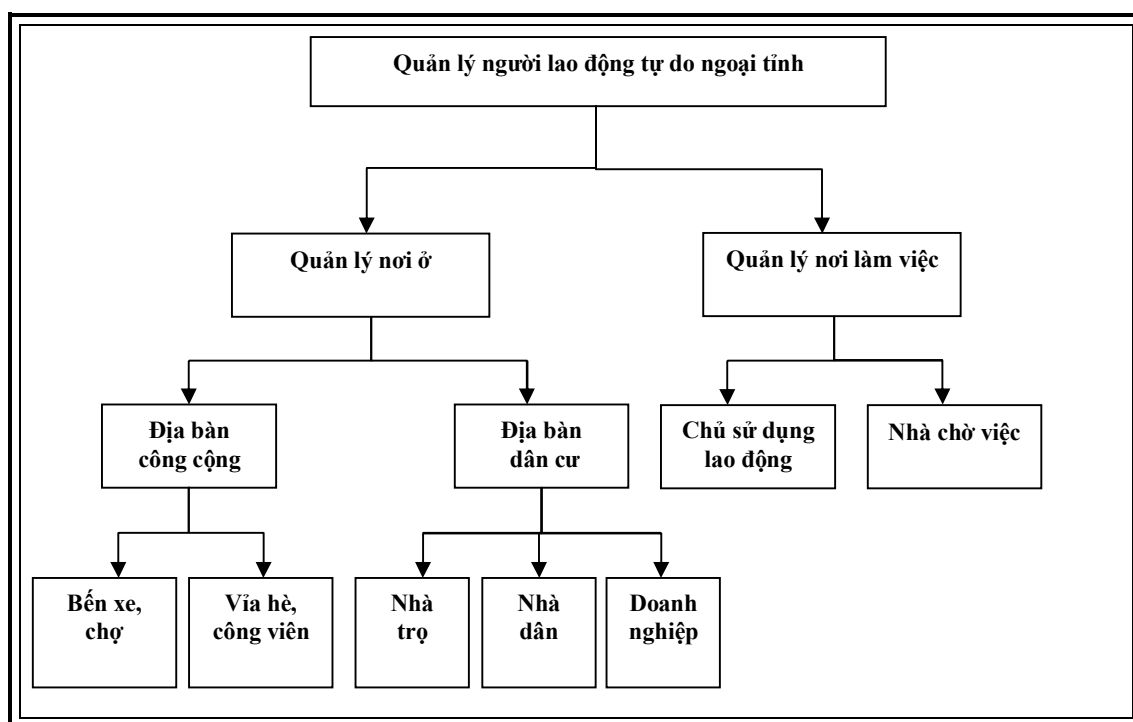 Quản lý người lao động tự do ngoại tỉnh
Quản lý nơi ở
Quản lý nơi làm việc
Địa bàn
công cộng
Địa bàn
dân cư
Chủ sử dụng
lao động
Nhà chờ việc
Bến xe,
chợ
Vỉa hè,
công viên
Nhà
trọ
Nhà
dân
Doanh
nghiệp